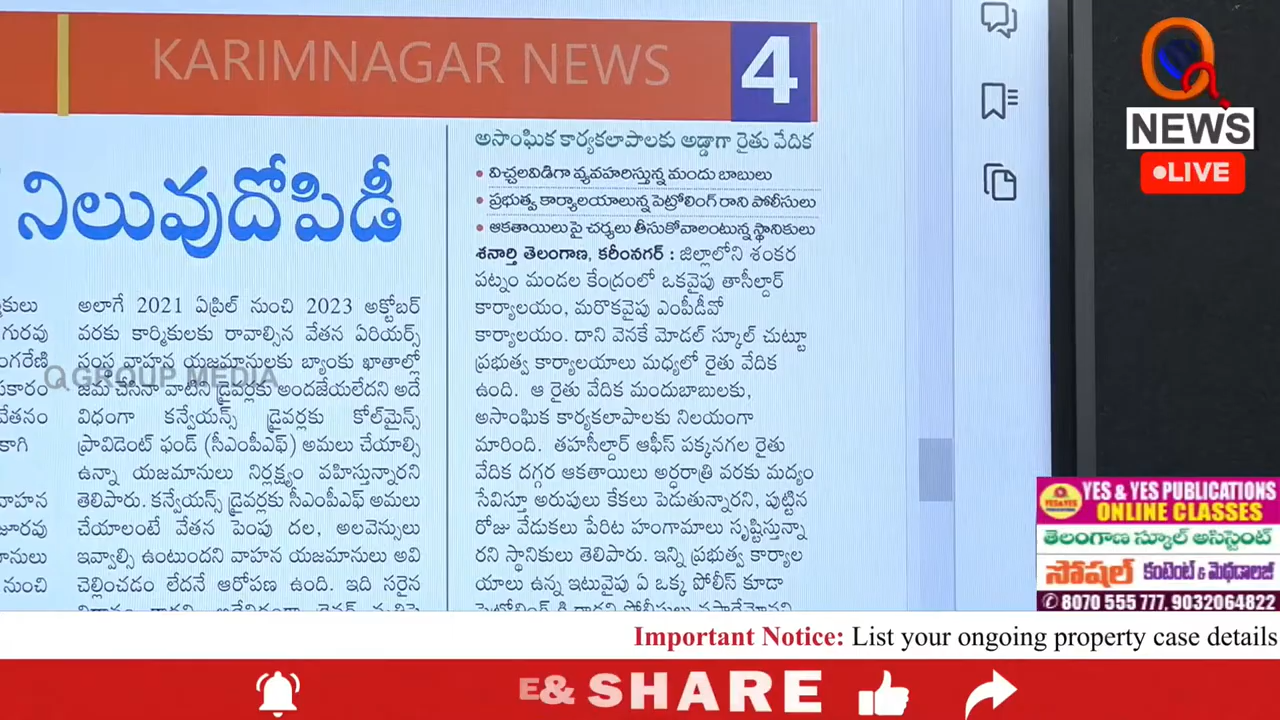 KARIMNAGAR NEWS
4
నిలువుదోపిడీ
అలాగే 2021 ఏప్రిల్ నుంచి 2023 అక్టోబర్
వరకు కార్మికులకు రావాల్సిన వేతన ఏరియర్స్
సంస్థ వాహన యజమానులకు బ్యాంకు ఖాతాల్లో
జమ చేసినా వాటిని డ్రైవర్లకు అందజేయలేదని అదే
విధంగా కన్వేయన్స్ డ్రైవర్లకు కోల్‌మైన్స్
ప్రావిడెంట్ ఫండ్ (సీఎంపీఎఫ్) అమలు చేయాల్సి
ఉన్నా యజమానులు నిర్లక్ష్యం వహిస్తున్నారని
తెలిపారు. కన్వేయన్స్ డ్రైవర్లకు సీఎంపీఎఫ్ అమలు
చేయాలంటే వేతన పెంపు దల, అలవెన్సులు
ఇవ్వాల్సి ఉంటుందని వాహన యజమానులు అవి
చెల్లించడం లేదనే ఆరోపణ ఉంది. ఇది సరైన
గురవు
వేతనం
కాగి
నుంచి
అసాంఘిక కార్యకలాపాలకు అడ్డాగా రైతు వేదిక
• విచ్చలవిడిగా వ్యవహరిస్తున్న మందు బాబులు
• ప్రభుత్వ కార్యాలయాలున్న పెట్రోలింగ్ రాని పోలీసులు
• ఆకతాయిలు పై చర్యలు తీసుకోవాలంటున్న స్థానికులు
శనార్తి తెలంగాణ, కరీంనగర్ : జిల్లాలోని శంకర
పట్నం మండల కేంద్రంలో ఒకవైపు తాసీల్దార్
కార్యాలయం, మరొకవైపు ఎంపీడీవో
కార్యాలయం. దాని వెనకే మోడల్ స్కూల్ చుట్టూ
ప్రభుత్వ కార్యాలయాలు మధ్యలో రైతు వేదిక
ఉంది. ఆ రైతు వేదిక మందుబాబులకు,
అసాంఘిక కార్యకలాపాలకు నిలయంగా
మారింది. తహసీల్దార్ ఆఫీస్ పక్కనగల రైతు
వేదిక దగ్గర ఆకతాయిలు అర్ధరాత్రి వరకు మద్యం
సేవిస్తూ అరుపులు కేకలు పెడుతున్నారని, పుట్టిన
రోజు వేడుకలు పేరిట హంగామాలు సృష్టిస్తున్నా
రని స్థానికులు తెలిపారు. ఇన్ని ప్రభుత్వ కార్యాల
యాలు ఉన్న ఇటువైపు ఏ ఒక్క పోలీస్ కూడా
Q GROUP MEDIA
Q
NEWS
LIVE
YES & YES PUBLICATIONS
ONLINE CLASSES
తెలంగాణ స్కూల్ అసిస్టెంట్
సోషల్ కంటెంట్ & మెథడాలజీ
8070 555 777, 9032064822
Important Notice: List your ongoing property case details
E& SHARE